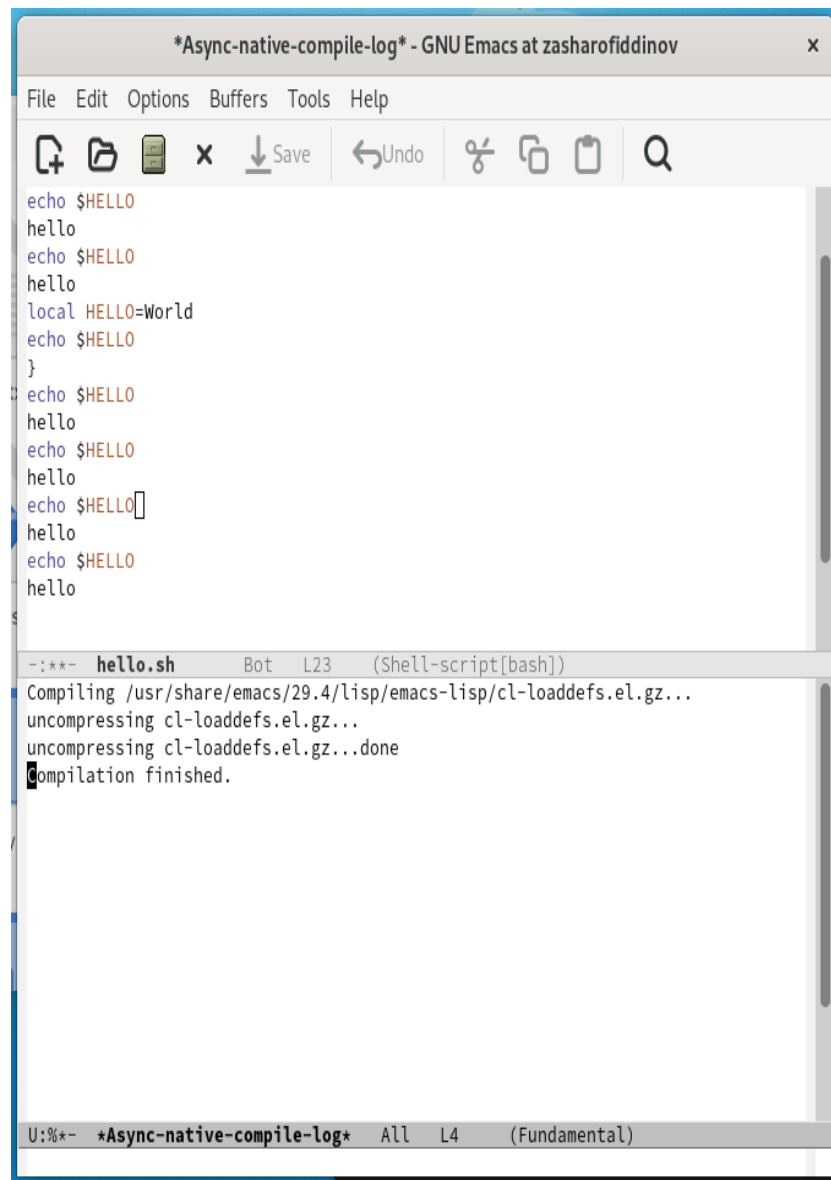 *Async-native-compile-log* - GNU Emacs at zasharofiddinov
File Edit Options Buffers Tools Help
Save Undo
echo $HELLO
hello
echo $HELLO
hello
local HELLO=World
echo $HELLO
}
echo $HELLO
hello
echo $HELLO
hello
echo $HELLO
hello
echo $HELLO
hello
-:**- hello.sh Bot L23 (Shell-script[bash])
Compiling /usr/share/emacs/29.4/lisp/emacs-lisp/cl-loaddefs.el.gz...
uncompressing cl-loaddefs.el.gz...
uncompressing cl-loaddefs.el.gz...done
Compilation finished.
U:%*- *Async-native-compile-log* All L4 (Fundamental)